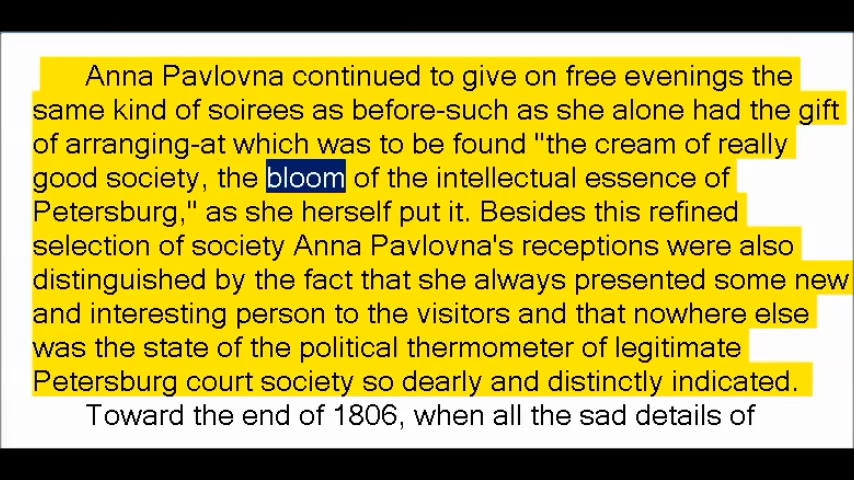 Anna Pavlovna continued to give on free evenings the
same kind of soirees as before-such as she alone had the gift
of arranging-at which was to be found "the cream of really
good society, the bloom of the intellectual essence of
Petersburg," as she herself put it. Besides this refined
selection of society Anna Pavlovna's receptions were also
distinguished by the fact that she always presented some new
and interesting person to the visitors and that nowhere else
was the state of the political thermometer of legitimate
Petersburg court society so dearly and distinctly indicated.
Toward the end of 1806, when all the sad details of